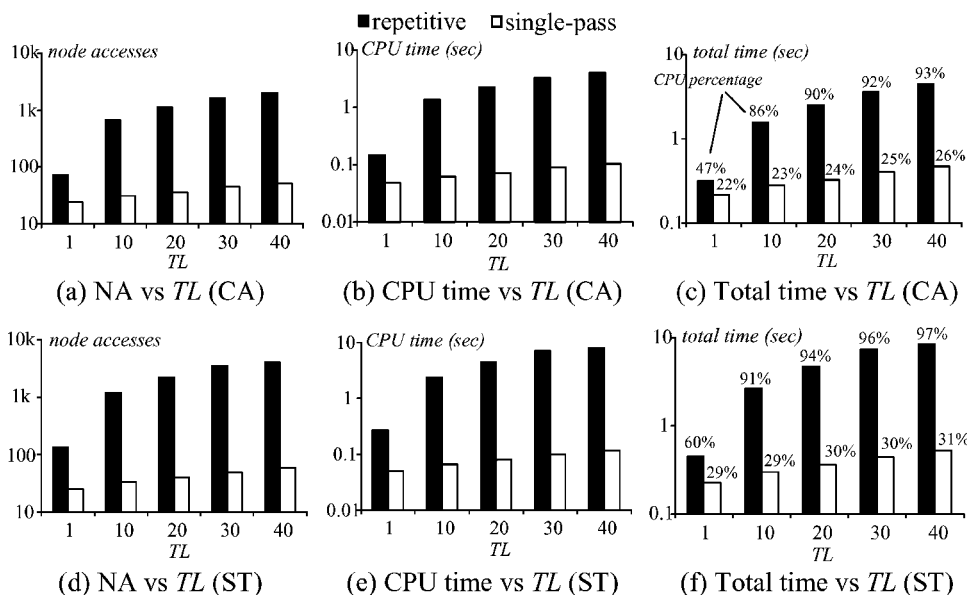 repetitive single-pass
node accesses
10k
1k
100
10
1 10 20 30 40
TL
(a) NA vs TL (CA)
CPU time (sec)
10
1
0.1
0.01
1 10 20 30 40
TL
(b) CPU time vs TL (CA)
total time (sec)
10
CPU percentage
1
0.1
47% 86% 90% 92% 93%
22% 23% 24% 25% 26%
1 10 20 30 40
TL
(c) Total time vs TL (CA)
node accesses
10k
1k
100
10
1 10 20 30 40
TL
(d) NA vs TL (ST)
CPU time (sec)
10
1
0.1
0.01
1 10 20 30 40
TL
(e) CPU time vs TL (ST)
total time (sec)
10
1
0.1
60% 91% 94% 96% 97%
29% 29% 30% 30% 31%
1 10 20 30 40
TL
(f) Total time vs TL (ST)